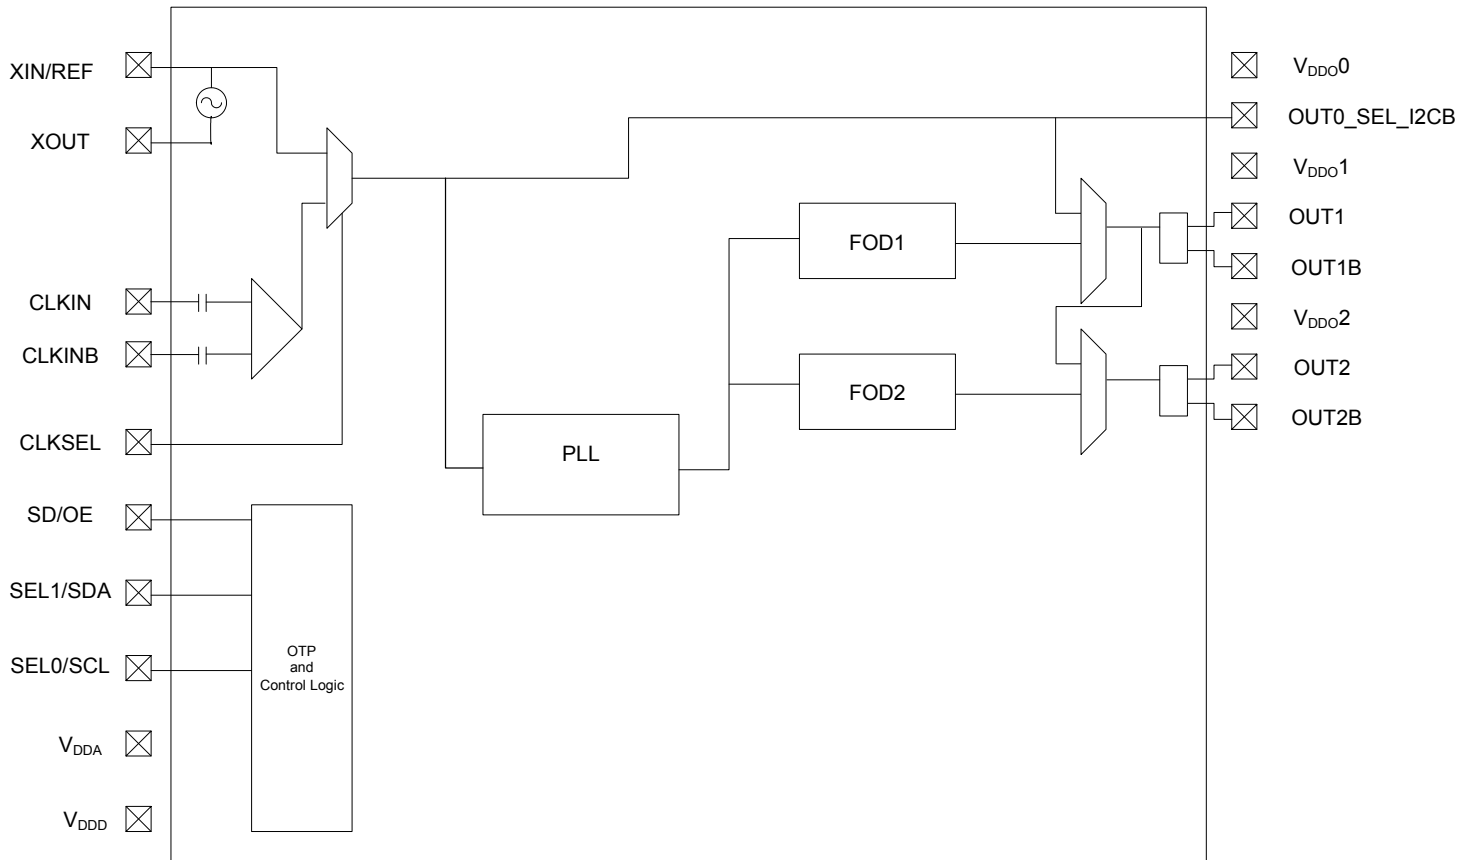 XIN/REF
XOUT
CLKIN
CLKINB
CLKSEL
SD/OE
SEL1/SDA
SEL0/SCL
VDDA
VDDD
OTP
and
Control Logic
PLL
FOD1
FOD2
VDDO0
OUT0_SEL_I2CB
VDDO1
OUT1
OUT1B
VDDO2
OUT2
OUT2B